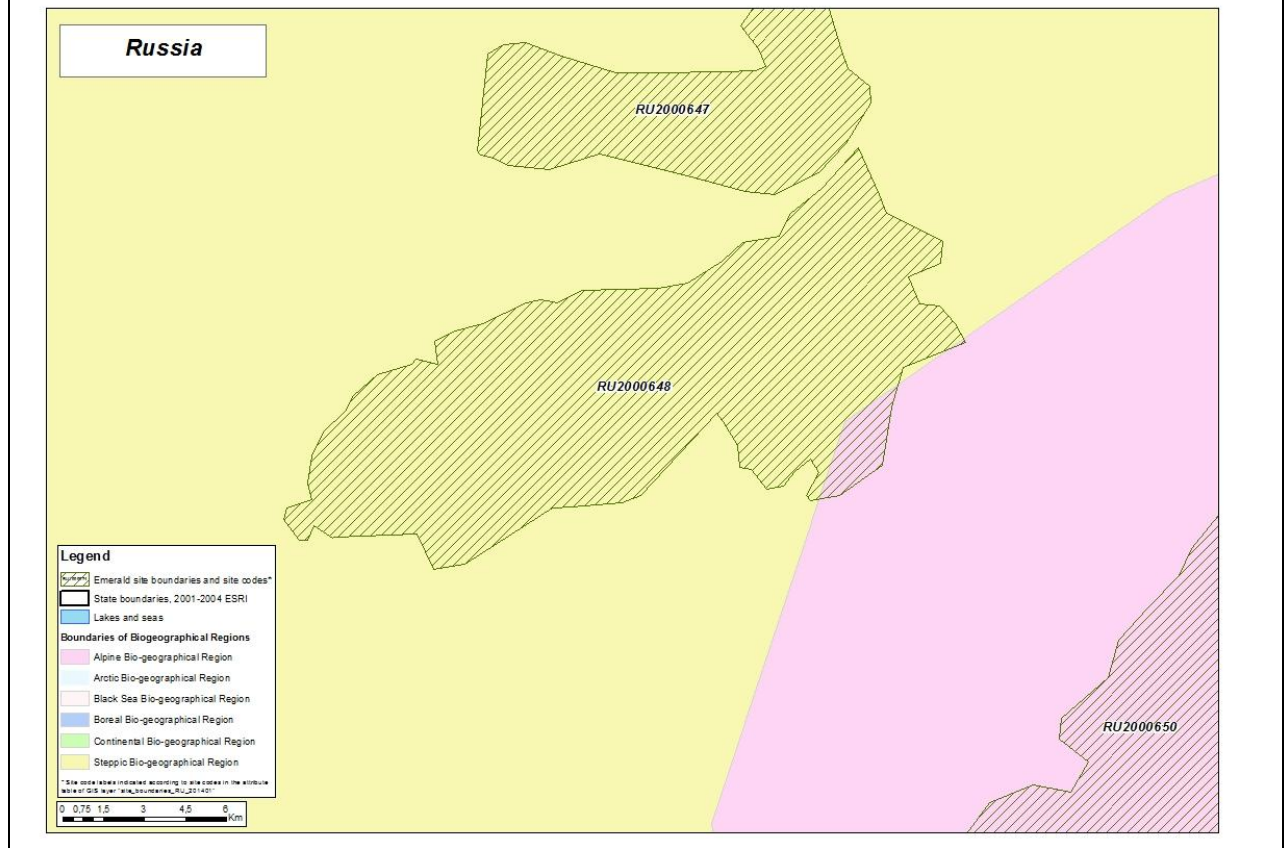 Russia
RU2000647
RU2000648
RU2000650
Legend
Emerald site boundaries and site codes*
State boundaries, 2001-2004 ESRI
Lakes and seas
Boundaries of Biogeographical Regions
Alpine Bio-geographical Region
Arctic Bio-geographical Region
Black Sea Bio-geographical Region
Boreal Bio-geographical Region
Continental Bio-geographical Region
Steppic Bio-geographical Region
* Site code labels indicated according to site codes in the attribute
table of GIS layer "site_boundaries_RU_201401"
0 0,75 1,5 3 4,5 6
Km